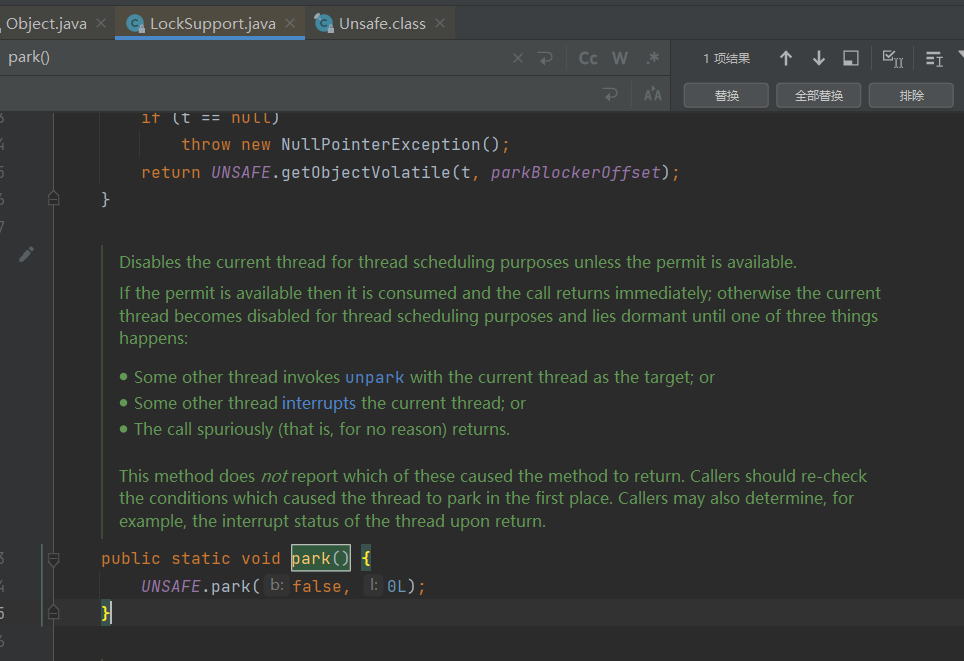 Object.java
LockSupport.java
Unsafe.class
park()
Cc W .*
1 项结果
替换 全部替换 排除
if (t == null)
throw new NullPointerException();
return UNSAFE.getObjectVolatile(t, parkBlockerOffset);
}
Disables the current thread for thread scheduling purposes unless the permit is available.
If the permit is available then it is consumed and the call returns immediately; otherwise the current
thread becomes disabled for thread scheduling purposes and lies dormant until one of three things
happens:
• Some other thread invokes unpark with the current thread as the target; or
• Some other thread interrupts the current thread; or
• The call spuriously (that is, for no reason) returns.
This method does not report which of these caused the method to return. Callers should re-check
the conditions which caused the thread to park in the first place. Callers may also determine, for
example, the interrupt status of the thread upon return.
public static void park() {
UNSAFE.park( b: false, l: 0L);
}